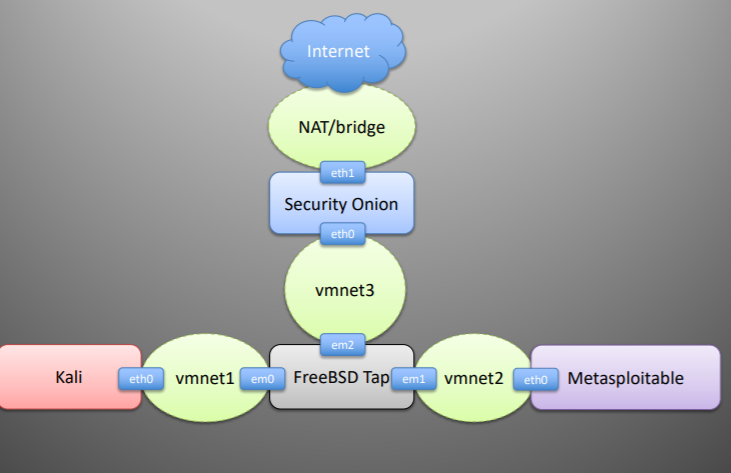 Internet
NAT/bridge
eth1
Security Onion
eth0
vmnet3
em2
Kali
eth0
vmnet1
em0
FreeBSD Tap
em1
vmnet2
eth0
Metasploitable